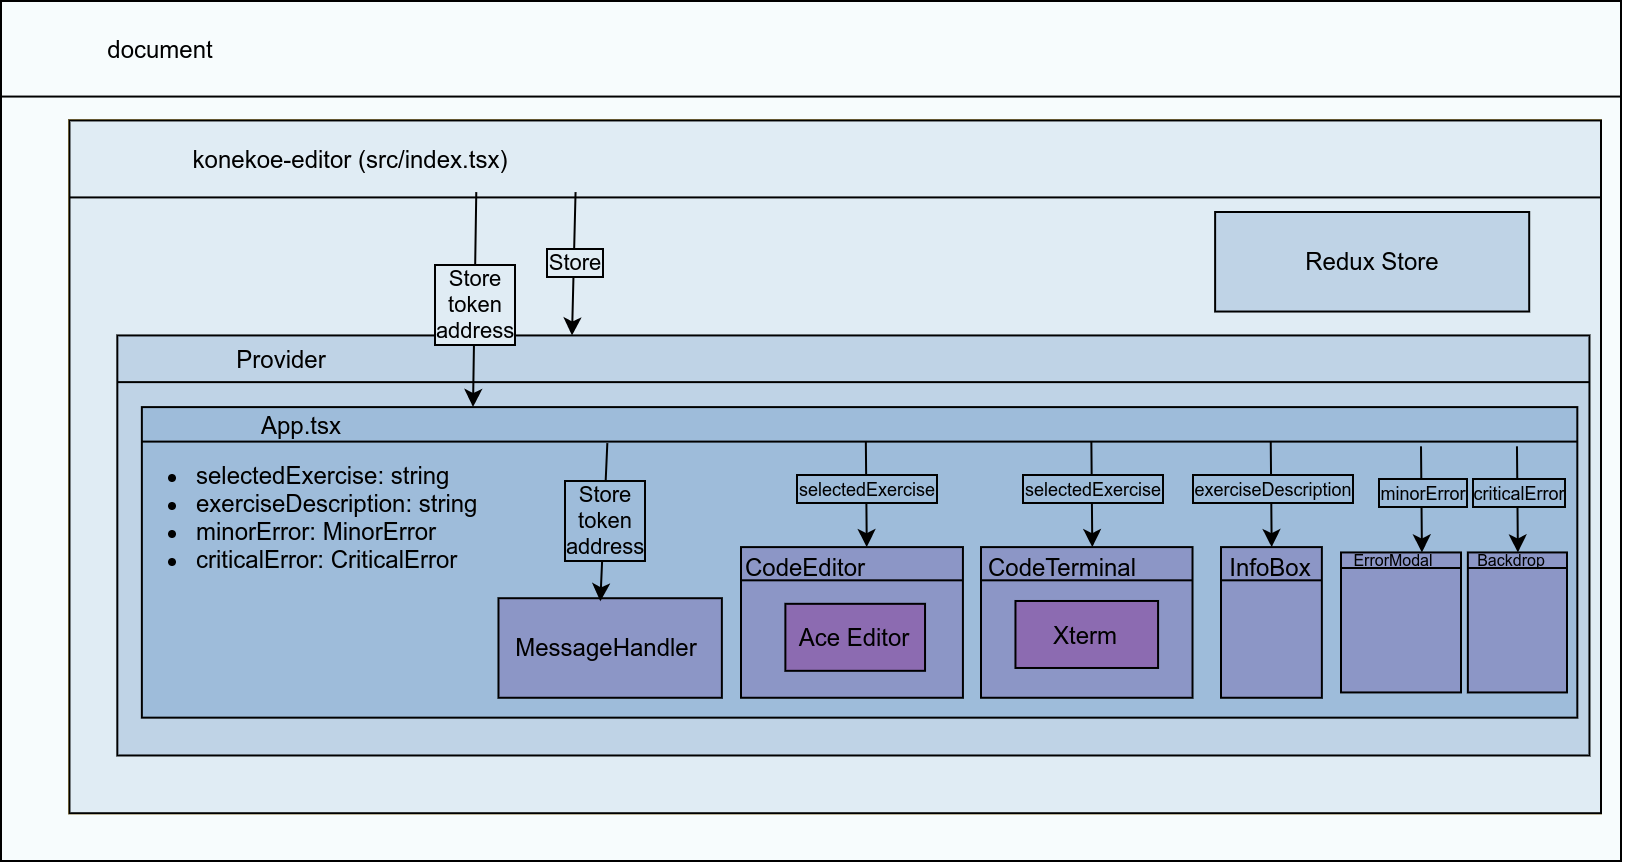 document
konekoe-editor (src/index.tsx)
Store
Redux Store
Store
token
address
Provider
App.tsx
selectedExercise: string
exerciseDescription: string
minorError: MinorError
criticalError: CriticalError
Store
token
address
selectedExercise
selectedExercise
exerciseDescription
minorError
criticalError
MessageHandler
CodeEditor
Ace Editor
CodeTerminal
Xterm
InfoBox
ErrorModal
Backdrop